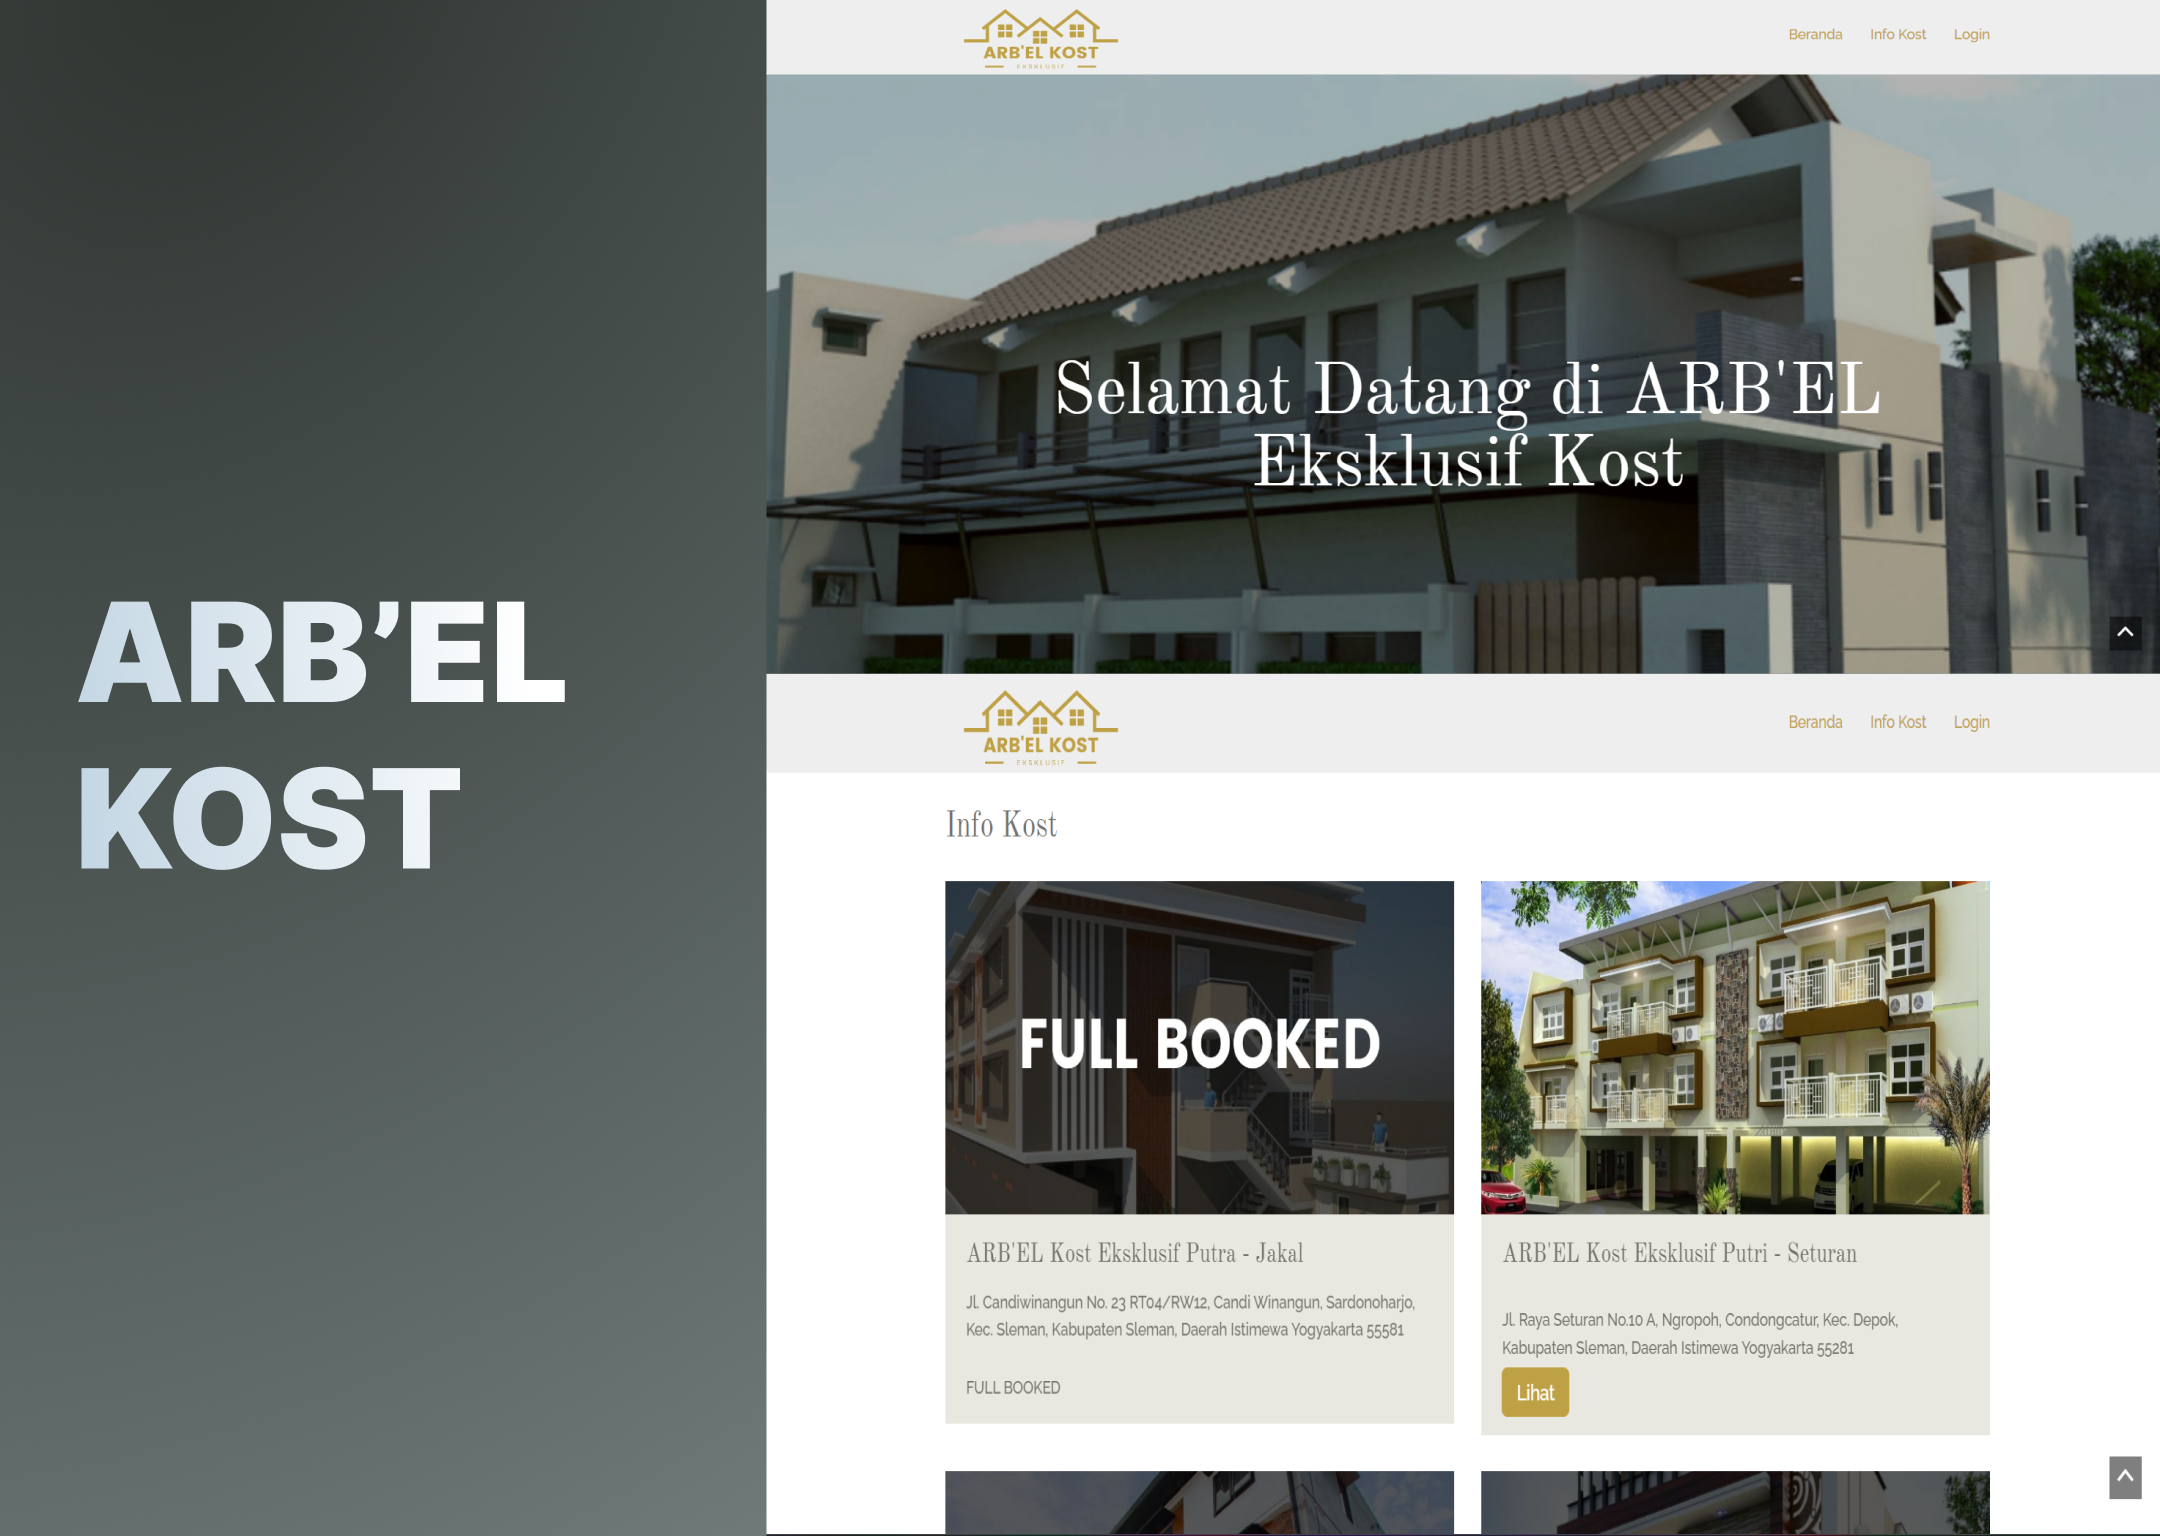 ARB’EL
KOST
ARB'EL KOST
EKSKLUSIF
Beranda
Info Kost
Login
Selamat Datang di ARB'EL
Eksklusif Kost
ARB'EL KOST
EKSKLUSIF
Beranda
Info Kost
Login
Info Kost
FULL BOOKED
ARB'EL Kost Eksklusif Putra - Jakal
Jl. Candiwinangun No. 23 RT04/RW12, Candi Winangun, Sardonoharjo,
Kec. Sleman, Kabupaten Sleman, Daerah Istimewa Yogyakarta 55581
FULL BOOKED
ARB'EL Kost Eksklusif Putri - Seturan
Jl. Raya Seturan No.10 A, Ngropoh, Condongcatur, Kec. Depok,
Kabupaten Sleman, Daerah Istimewa Yogyakarta 55281
Lihat